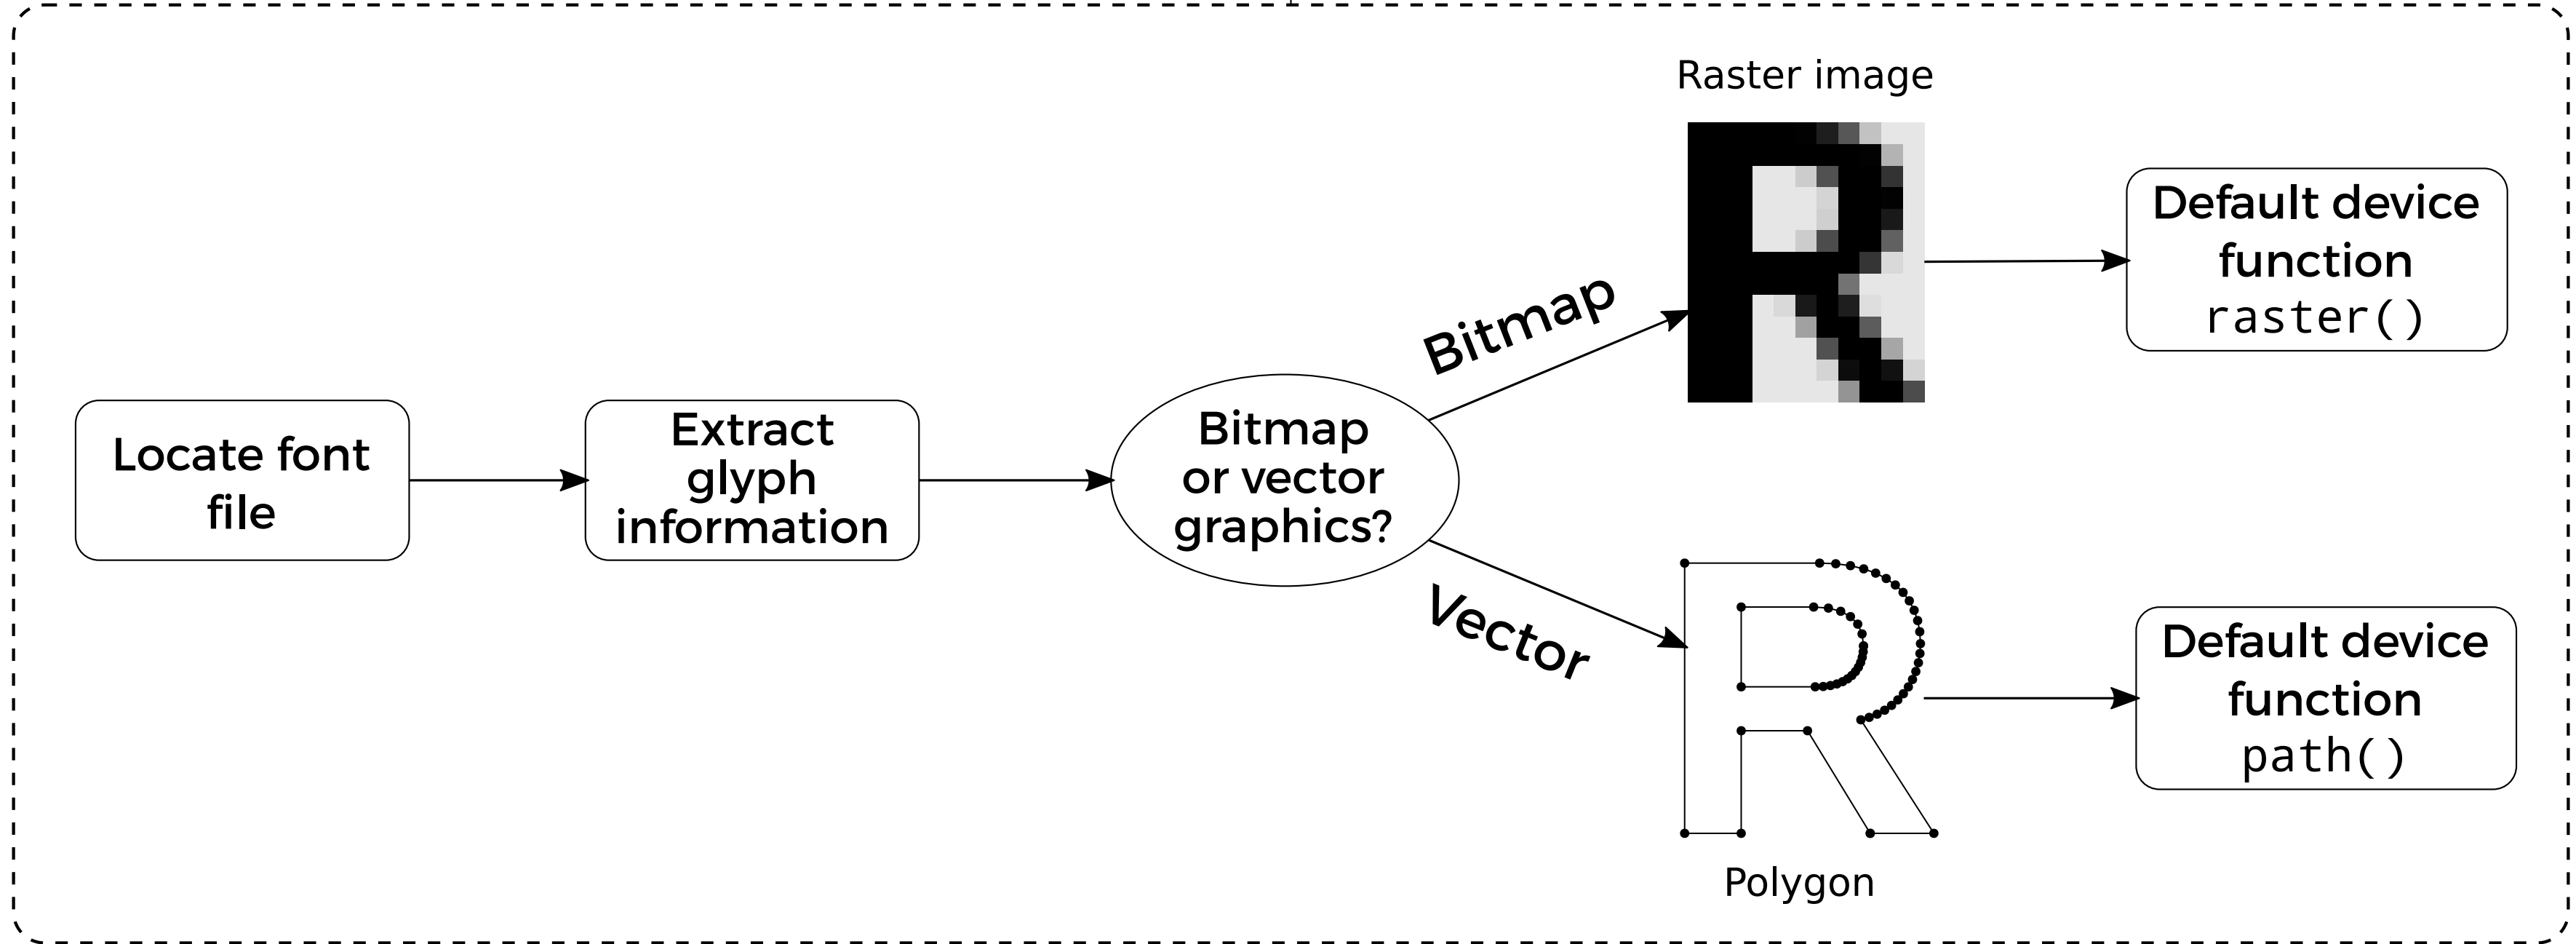 Locate font
file
Extract
glyph
information
Bitmap
or vector
graphics?
Bitmap
Raster image
Default device
function
raster()
Vector
Polygon
Default device
function
path()